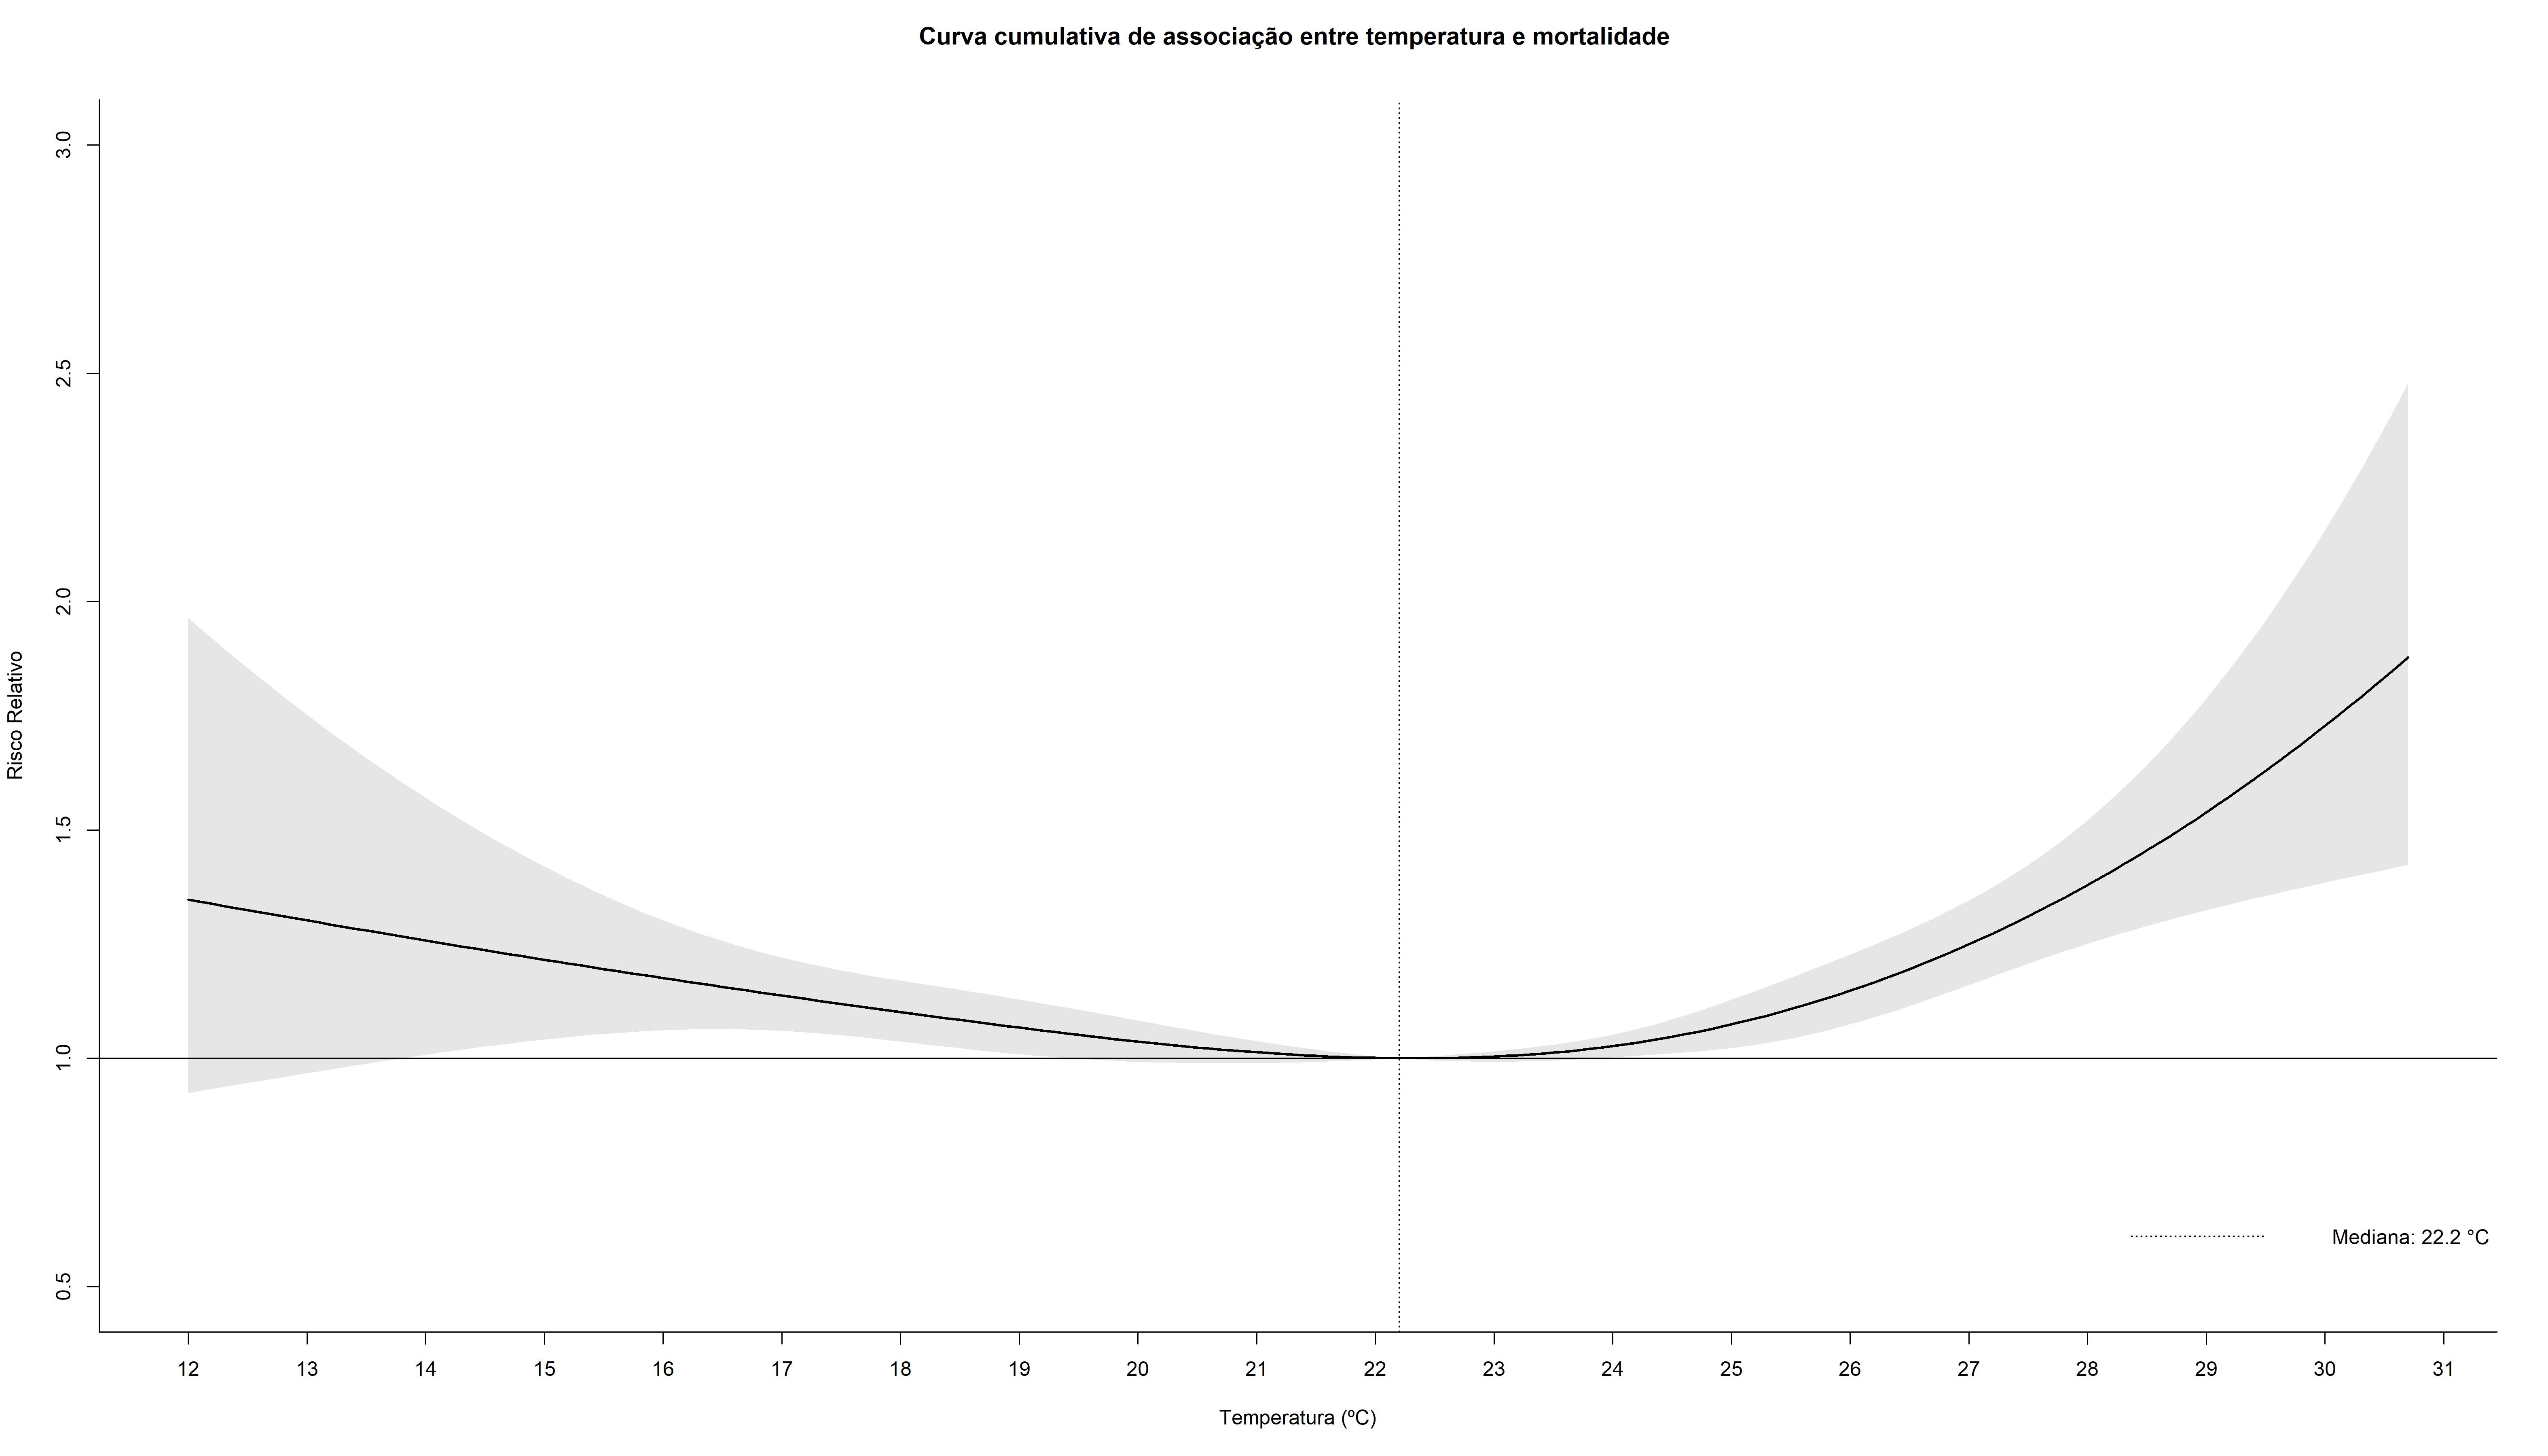 Curva cumulativa de associação entre temperatura e mortalidade
Risco Relativo
3.0
2.5
2.0
1.5
1.0
0.5
Mediana: 22.2 °C
12 13 14 15 16 17 18 19 20 21 22 23 24 25 26 27 28 29 30 31
Temperatura (ºC)